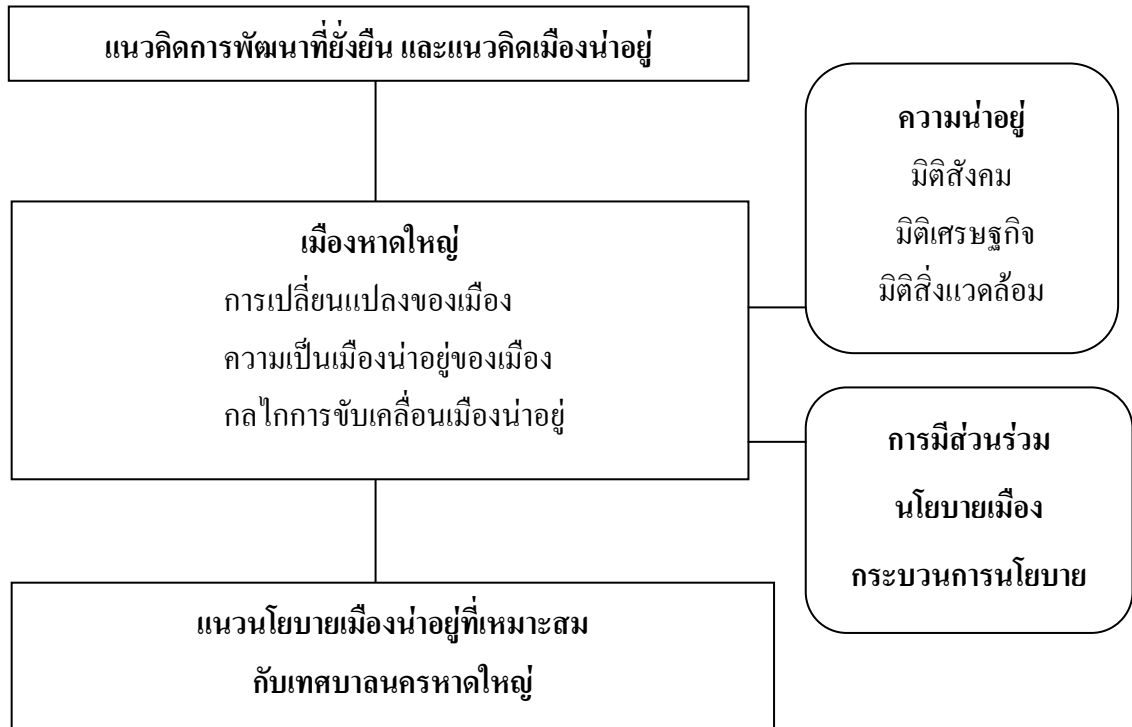 แนวคิดการพัฒนาที่ยั่งยืน และแนวคิดเมืองน่าอยู่
ความน่าอยู่
มิติสังคม
มิติเศรษฐกิจ
มิติสิ่งแวดล้อม
เมืองหาดใหญ่
การเปลี่ยนแปลงของเมือง
ความเป็นเมืองน่าอยู่ของเมือง
กลไกการขับเคลื่อนเมืองน่าอยู่
การมีส่วนร่วม
นโยบายเมือง
กระบวนการนโยบาย
แนวนโยบายเมืองน่าอยู่ที่เหมาะสม
กับเทศบาลนครหาดใหญ่